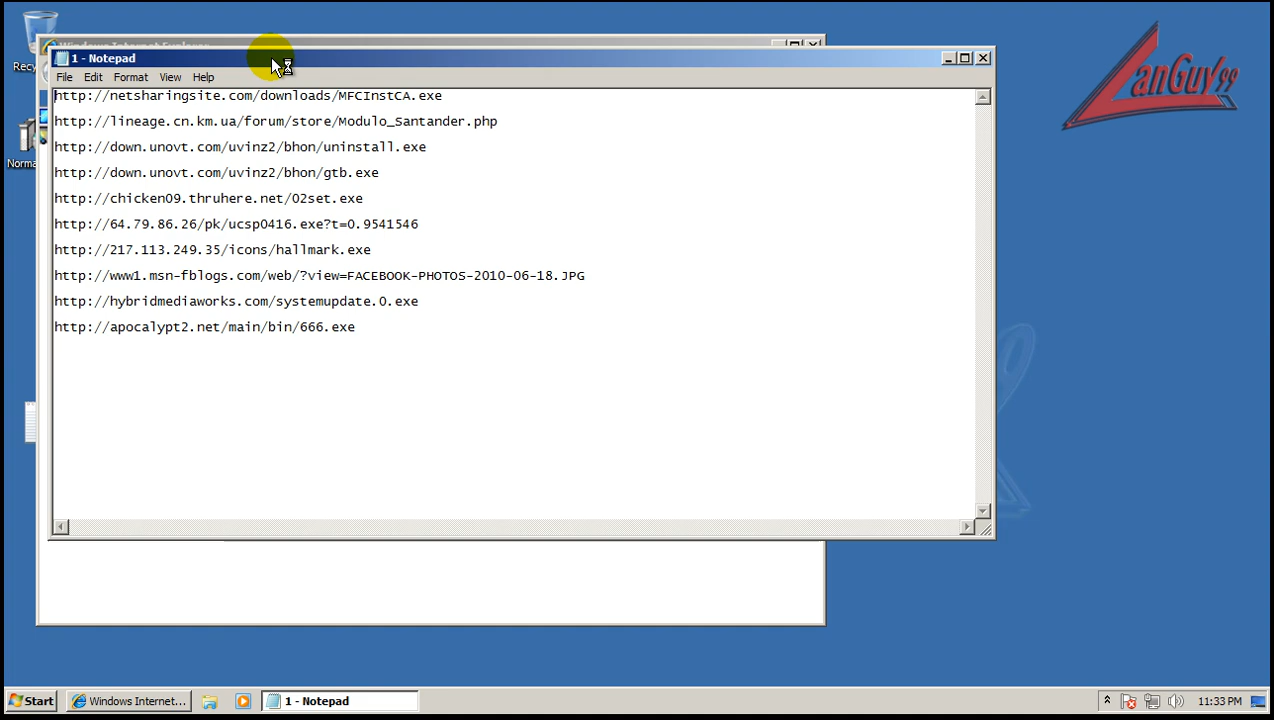 Windows Internet Explorer
1 - Notepad
File Edit Format View Help
http://netsharingsite.com/downloads/MFCInstCA.exe
http://lineage.cn.km.ua/forum/store/Modulo_Santander.php
http://down.unovt.com/uvinz2/bhon/uninstall.exe
http://down.unovt.com/uvinz2/bhon/gtb.exe
http://chicken09.thruhere.net/02set.exe
http://64.79.86.26/pk/ucsp0416.exe?t=0.9541546
http://217.113.249.35/icons/hallmark.exe
http://www1.msn-fblogs.com/web/?view=FACEBOOK-PHOTOS-2010-06-18.JPG
http://hybridmediaworks.com/systemupdate.0.exe
http://apocalypt2.net/main/bin/666.exe
Recy
Norma
LanGuy99
Start Windows Internet... 1 - Notepad 11:33 PM